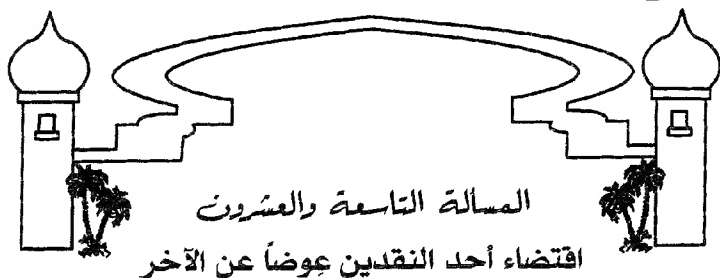 المسألة التاسعة والعشرون
اقتضاء أحد النقدين عِوضاً عن الآخر